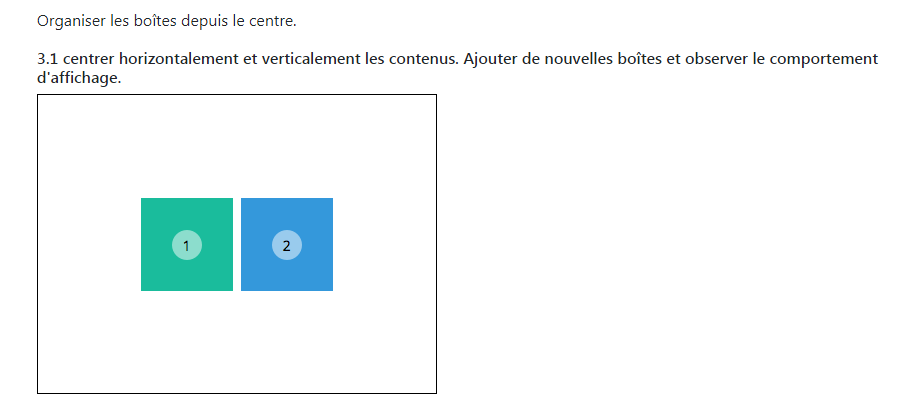 Organiser les boîtes depuis le centre.
3.1 centrer horizontalement et verticalement les contenus. Ajouter de nouvelles boîtes et observer le comportement
d'affichage.
1
2